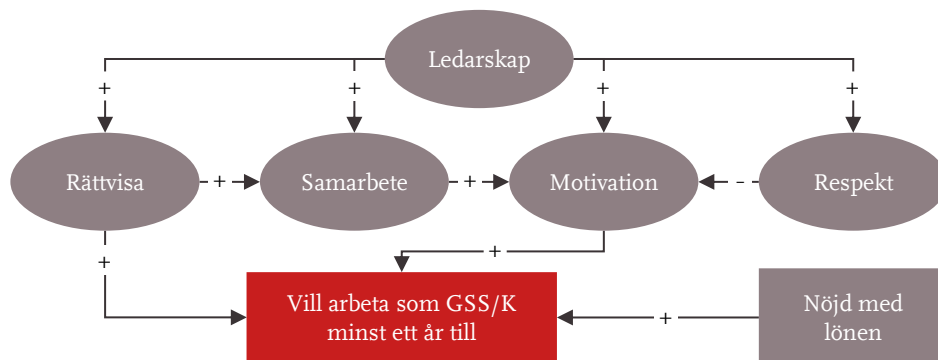 Ledarskap
+
+
+
+
Rättvisa
+
Samarbete
+
Motivation
-
Respekt
+
+
Vill arbeta som GSS/K
minst ett år till
+
Nöjd med
lönen